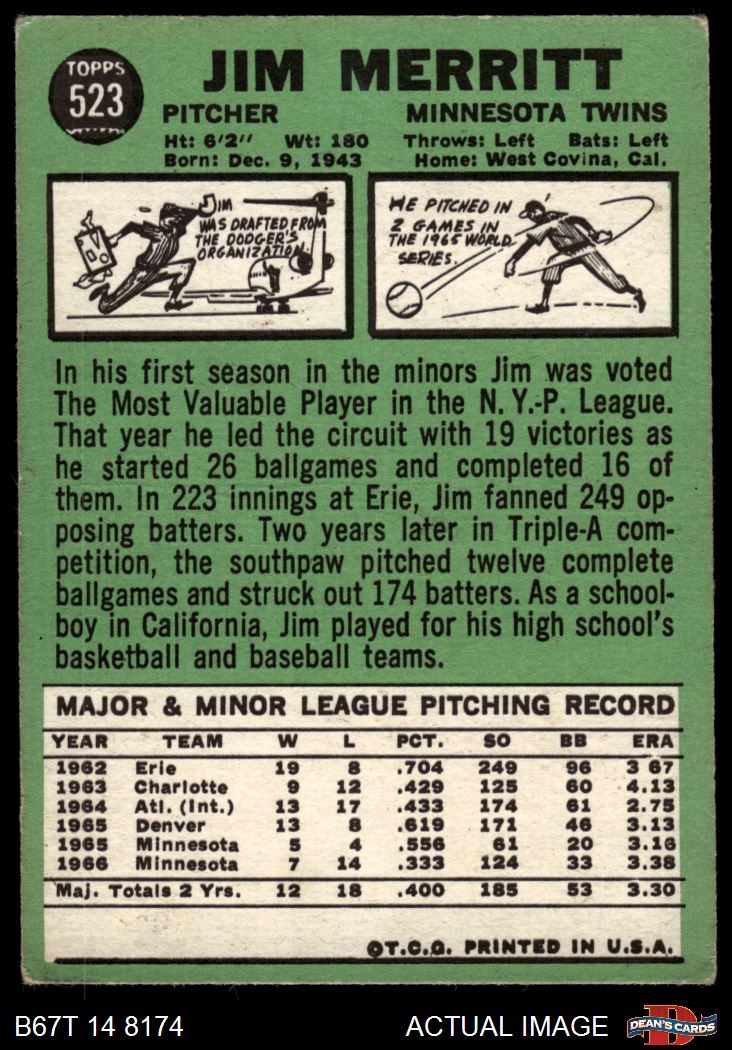 TOPPS
523
JIM MERRITT
PITCHER MINNESOTA TWINS
Ht: 6'2" Wt: 180 Throws: Left Bats: Left
Born: Dec. 9, 1943 Home: West Covina, Cal.
JIM
WAS DRAFTED FROM
THE DODGER'S
ORGANIZATION.
HE PITCHED IN
2 GAMES IN
THE 1965 WORLD
SERIES.
In his first season in the minors Jim was voted
The Most Valuable Player in the N. Y.-P. League.
That year he led the circuit with 19 victories as
he started 26 ballgames and completed 16 of
them. In 223 innings at Erie, Jim fanned 249 op-
posing batters. Two years later in Triple-A com-
petition, the southpaw pitched twelve complete
ballgames and struck out 174 batters. As a school-
boy in California, Jim played for his high school's
basketball and baseball teams.
MAJOR & MINOR LEAGUE PITCHING RECORD
YEAR TEAM W L PCT. SO BB ERA
1962 Erie 19 8 .704 249 96 3 67
1963 Charlotte 9 12 .429 125 60 4.13
1964 Atl. (Int.) 13 17 .433 174 61 2.75
1965 Denver 13 8 .619 171 46 3.13
1965 Minnesota 5 4 .556 61 20 3.16
1966 Minnesota 7 14 .333 124 33 3.38
Maj. Totals 2 Yrs. 12 18 .400 185 53 3.30
©T.C.G. PRINTED IN U.S.A.
B67T 14 8174 ACTUAL IMAGE
D
DEAN'S CARDS